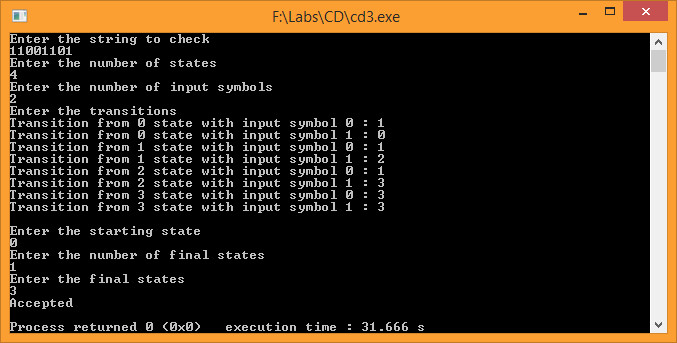 F:\Labs\CD\cd3.exe
Enter the string to check
11001101
Enter the number of states
4
Enter the number of input symbols
2
Enter the transitions
Transition from 0 state with input symbol 0 : 1
Transition from 0 state with input symbol 1 : 0
Transition from 1 state with input symbol 0 : 1
Transition from 1 state with input symbol 1 : 2
Transition from 2 state with input symbol 0 : 1
Transition from 2 state with input symbol 1 : 3
Transition from 3 state with input symbol 0 : 3
Transition from 3 state with input symbol 1 : 3
Enter the starting state
0
Enter the number of final states
1
Enter the final states
3
Accepted
Process returned 0 (0x0)   execution time : 31.666 s